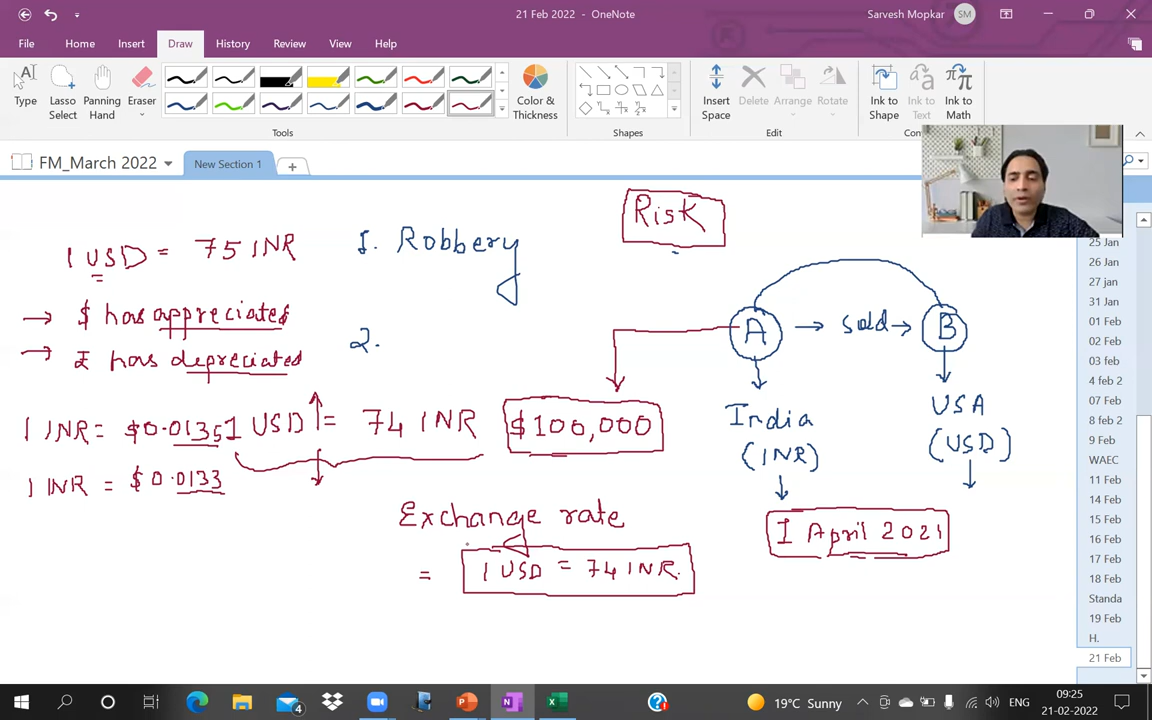 21 Feb 2022 - OneNote
Sarvesh Mopkar
SM
File
Home
Insert
Draw
History
Review
View
Help
Type
Lasso Select
Panning Hand
Eraser
Color & Thickness
Insert Space
Delete
Arrange
Rotate
Ink to Shape
Ink to Text
Ink to Math
Tools
Shapes
Edit
FM_March 2022
New Section 1
Risk
1 USD = 75 INR
1. Robbery
→ $ has appreciated
→ ₹ has depreciated
2.
A → sold → B
India
(INR)
USA
(USD)
1 INR = $0.0135
1 USD = 74 INR
$100,000
1 INR = $0.0133
Exchange rate
= 1 USD = 74 INR.
1 April 2021
25 Jan
26 Jan
27 jan
31 Jan
01 Feb
02 Feb
03 feb
4 feb 2
07 Feb
8 feb 2
9 Feb
WAEC
11 Feb
14 Feb
15 Feb
16 Feb
17 Feb
18 Feb
Standa
19 Feb
H.
21 Feb
4
19°C Sunny
ENG
09:25
21-02-2022